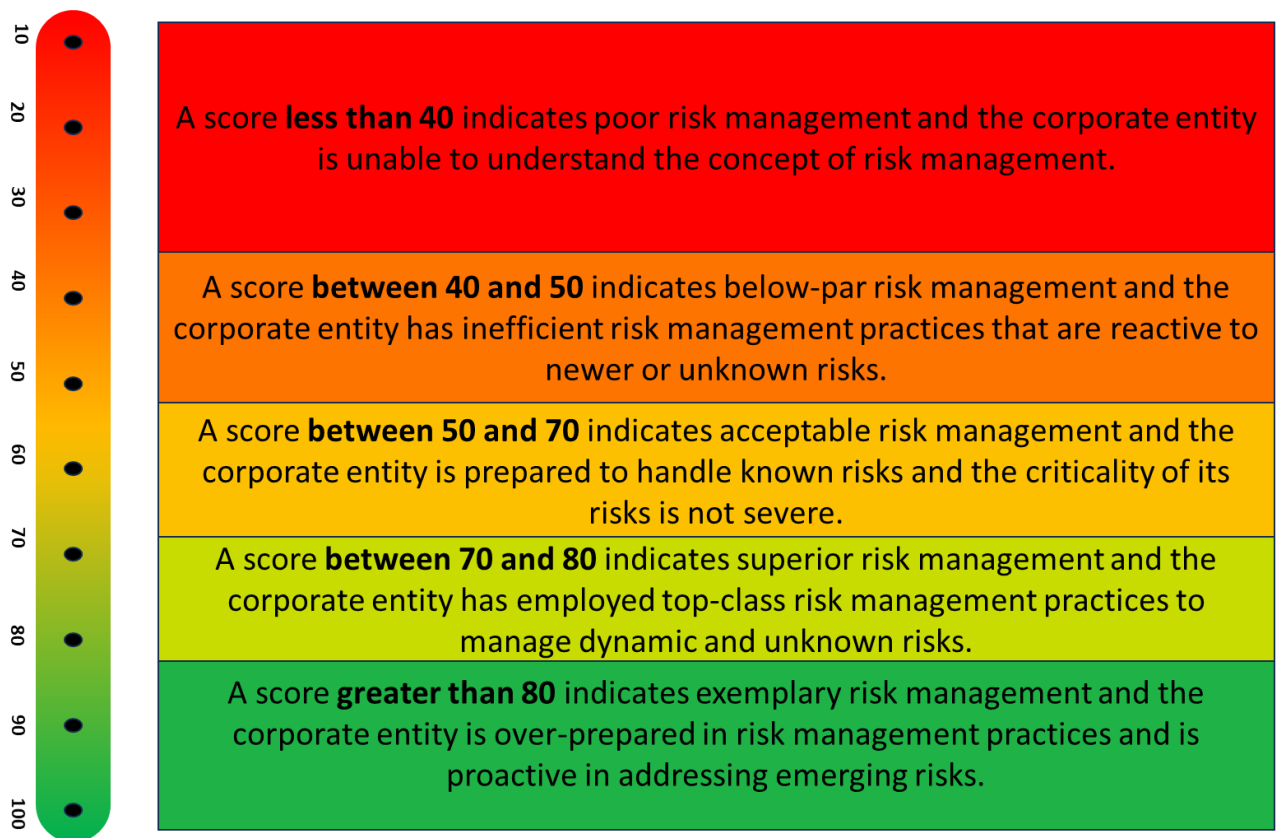 10
20
30
40
50
60
70
80
90
100
A score less than 40 indicates poor risk management and the corporate entity
is unable to understand the concept of risk management.
A score between 40 and 50 indicates below-par risk management and the
corporate entity has inefficient risk management practices that are reactive to
newer or unknown risks.
A score between 50 and 70 indicates acceptable risk management and the
corporate entity is prepared to handle known risks and the criticality of its
risks is not severe.
A score between 70 and 80 indicates superior risk management and the
corporate entity has employed top-class risk management practices to
manage dynamic and unknown risks.
A score greater than 80 indicates exemplary risk management and the
corporate entity is over-prepared in risk management practices and is
proactive in addressing emerging risks.